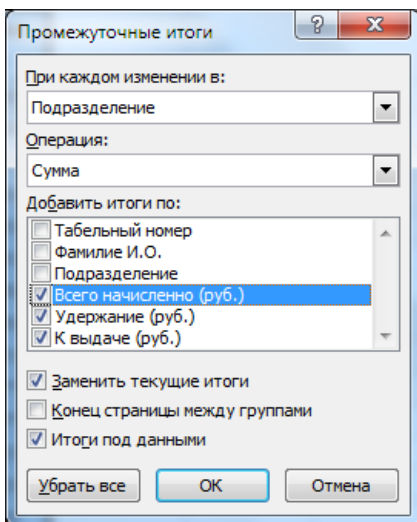 Промежуточные итоги
При каждом изменении в:
Подразделение
Операция:
Сумма
Добавить итоги по:
Табельный номер
Фамилие И.О.
Подразделение
Всего начисленно (руб.)
Удержание (руб.)
К выдаче (руб.)
Заменить текущие итоги
Конец страницы между группами
Итоги под данными
Убрать все ОК Отмена